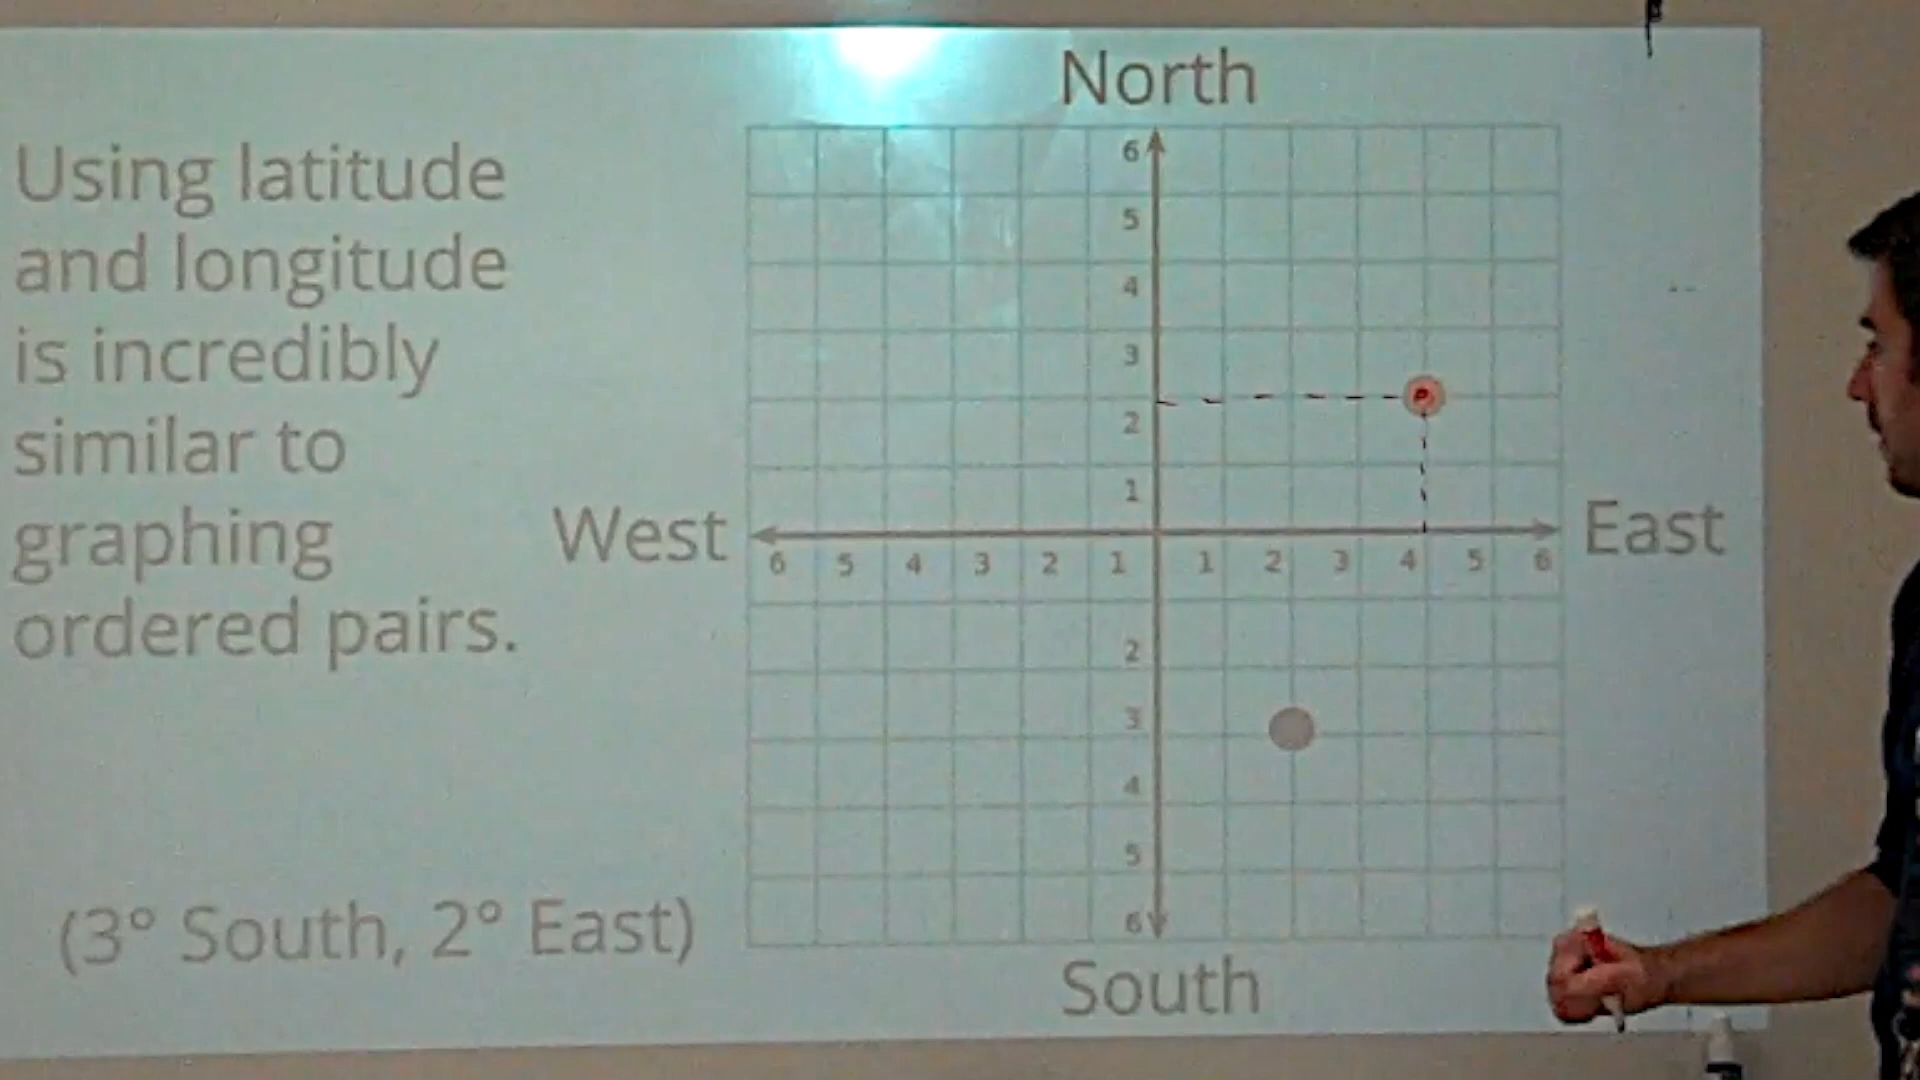 North
Using latitude
and longitude
is incredibly
similar to
graphing
ordered pairs.
6
5
4
3
2
1
West
East
6 5 4 3 2 1 1 2 3 4 5 6
2
3
4
5
6
(3° South, 2° East)
South